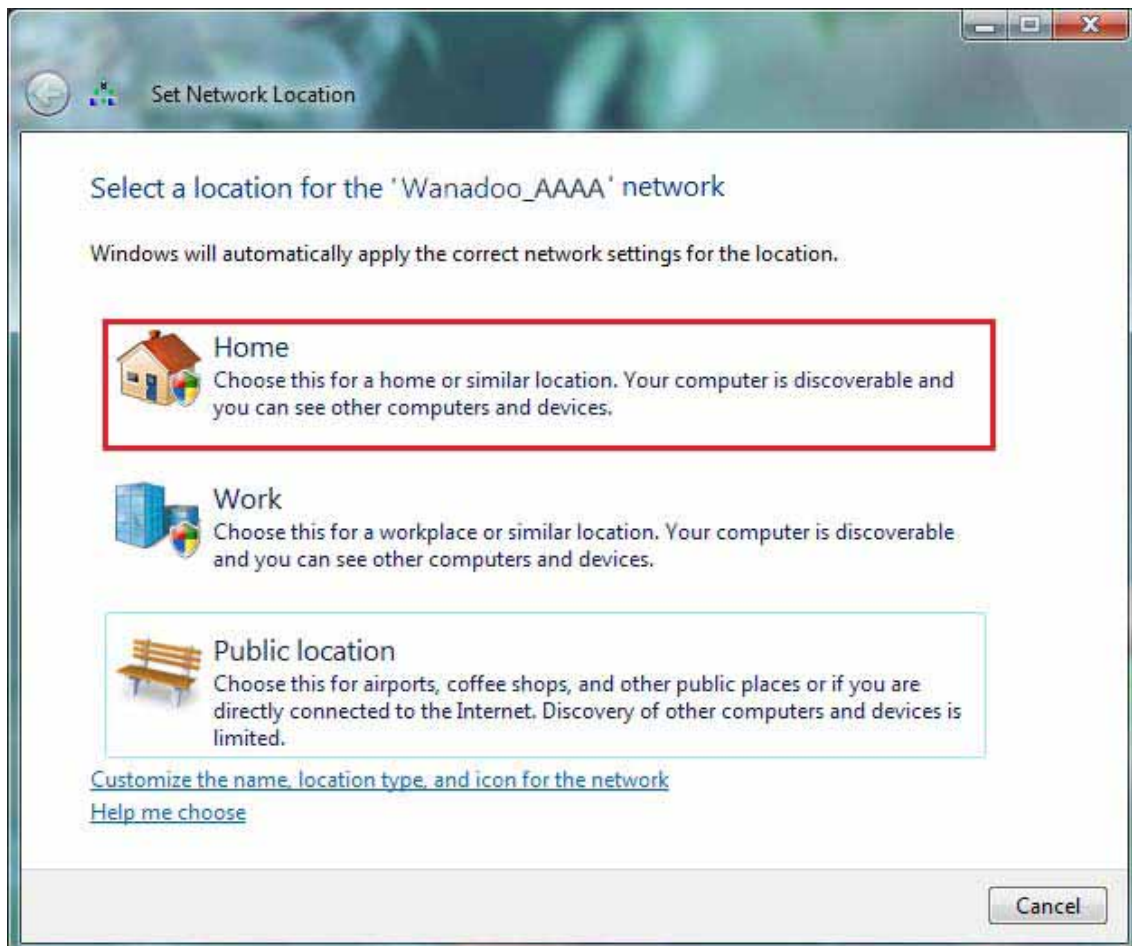 Set Network Location
Select a location for the 'Wanadoo_AAAA' network
Windows will automatically apply the correct network settings for the location.
Home
Choose this for a home or similar location. Your computer is discoverable and
you can see other computers and devices.
Work
Choose this for a workplace or similar location. Your computer is discoverable
and you can see other computers and devices.
Public location
Choose this for airports, coffee shops, and other public places or if you are
directly connected to the Internet. Discovery of other computers and devices is
limited.
Customize the name, location type, and icon for the network
Help me choose
Cancel